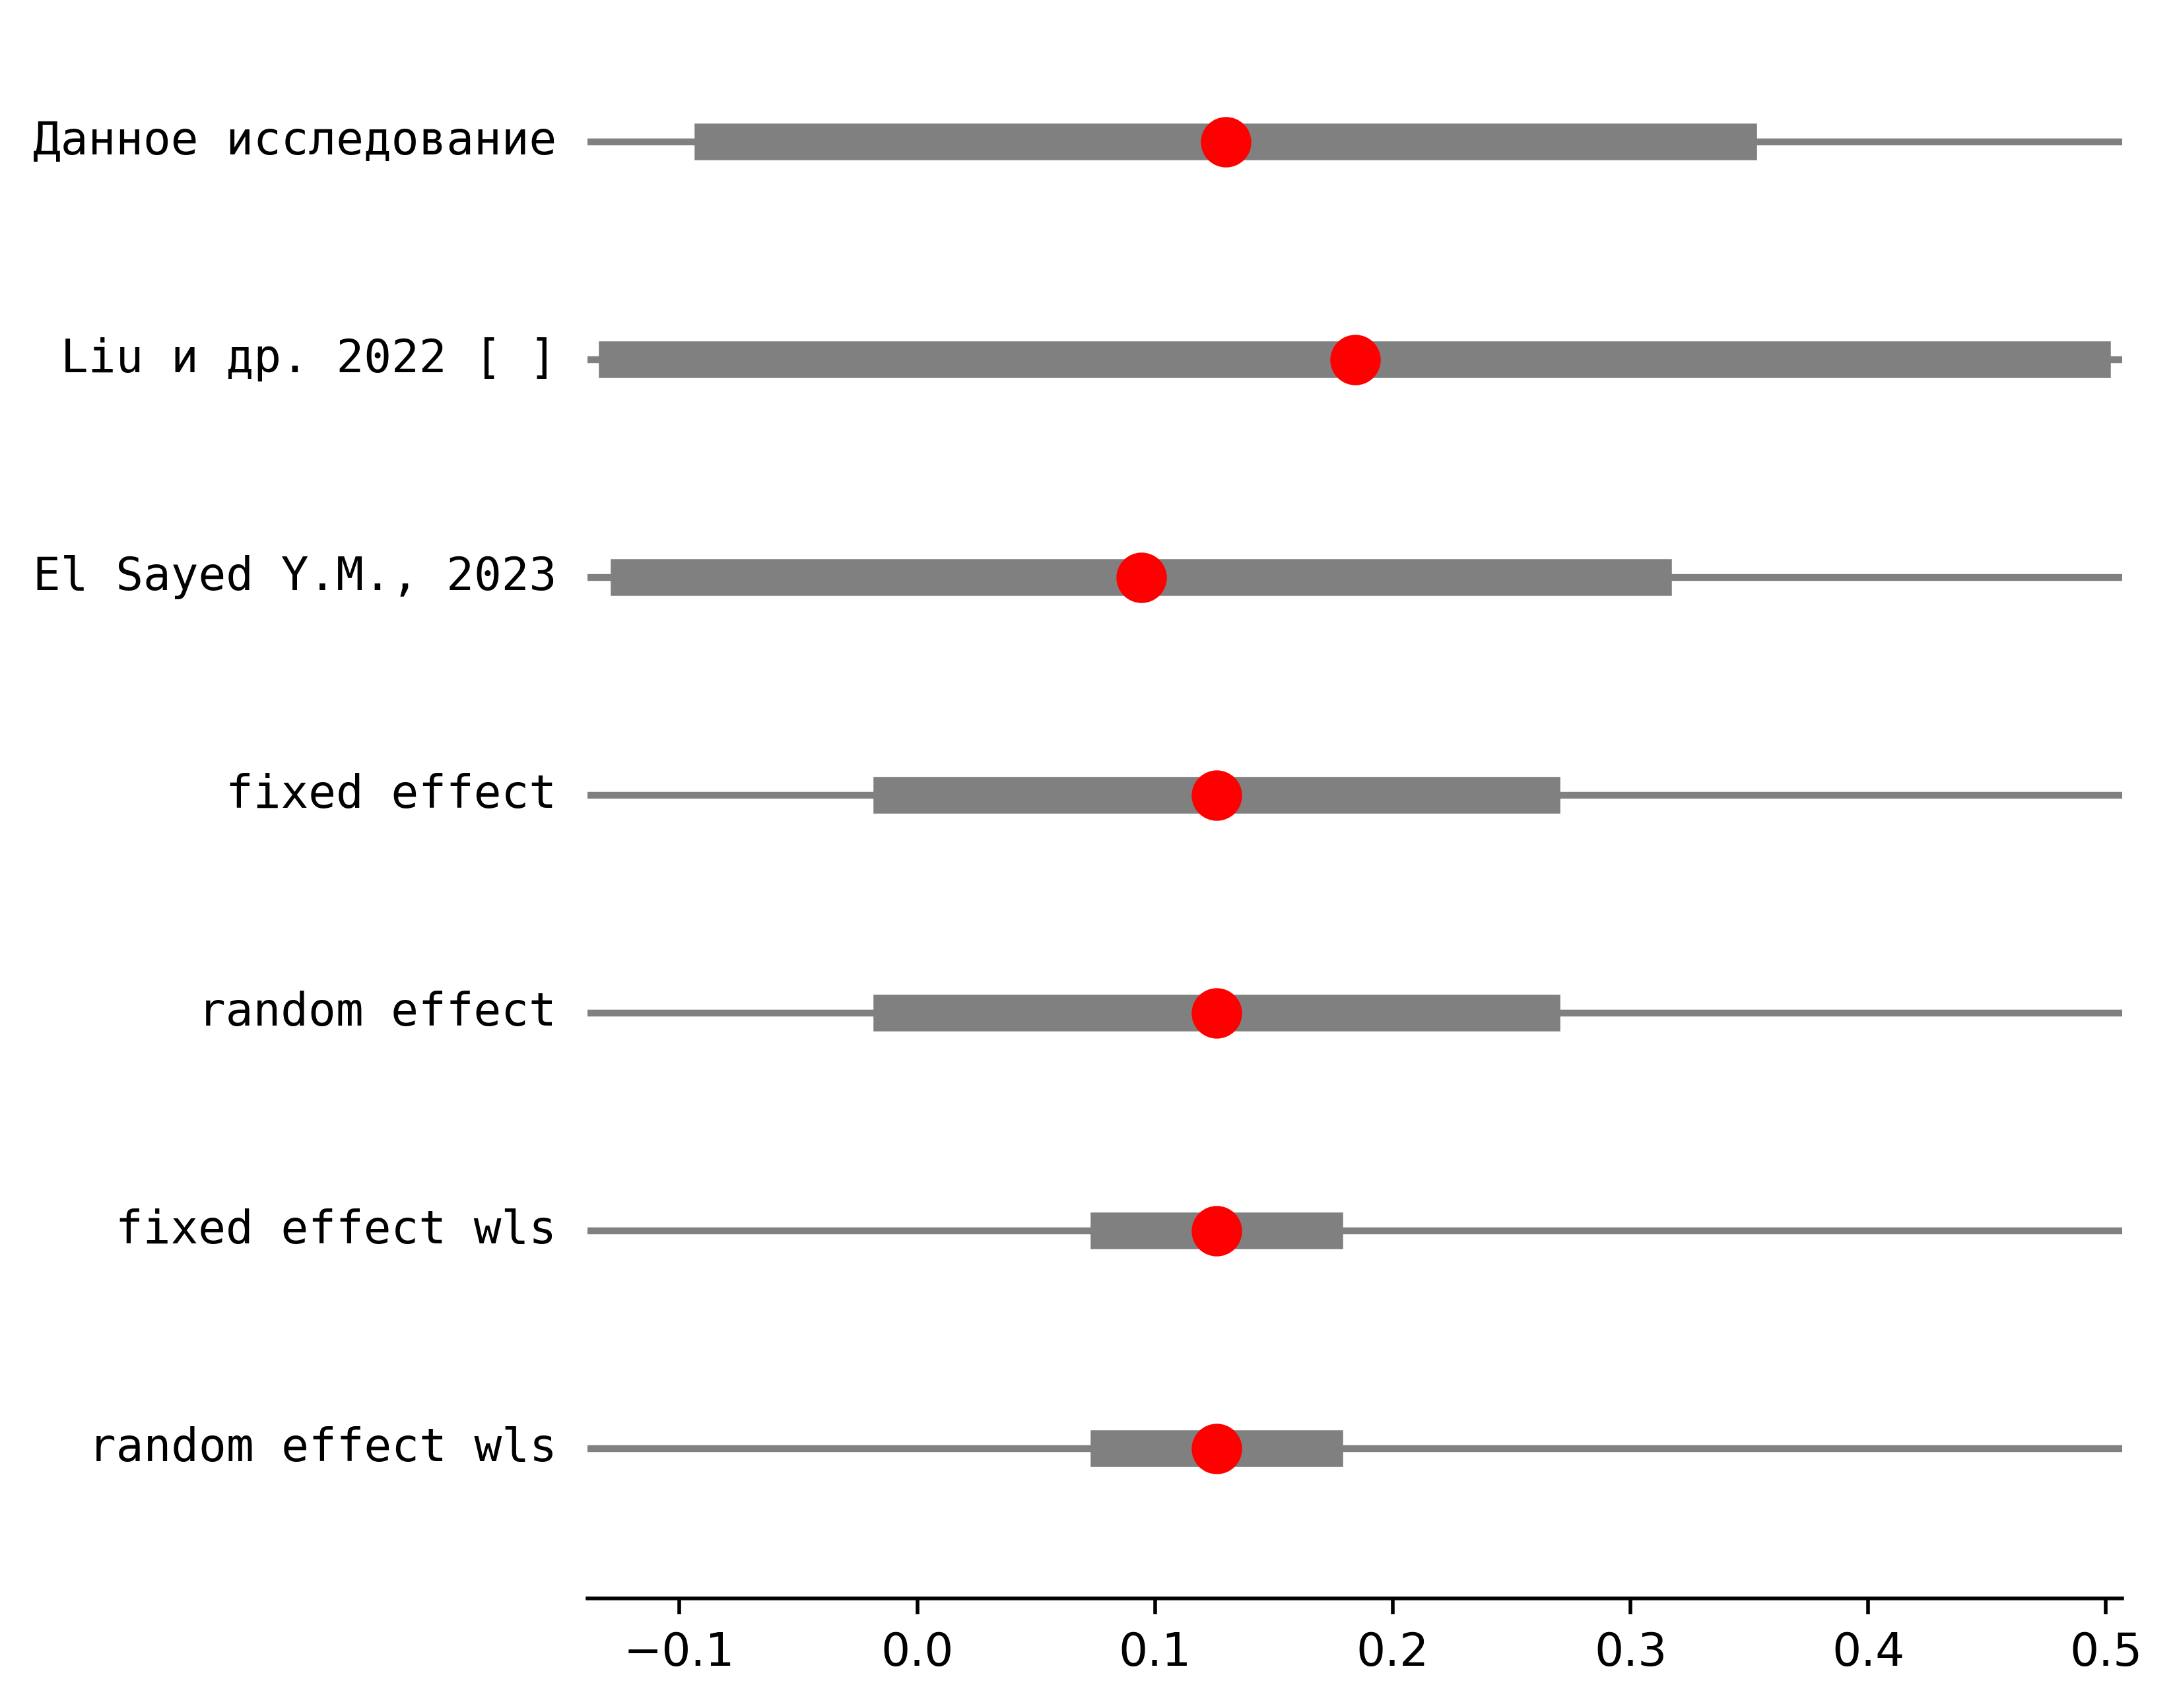 Данное исследование
Liu и др. 2022 [ ]
El Sayed Y.M., 2023
fixed effect
random effect
fixed effect wls
random effect wls
−0.1 0.0 0.1 0.2 0.3 0.4 0.5